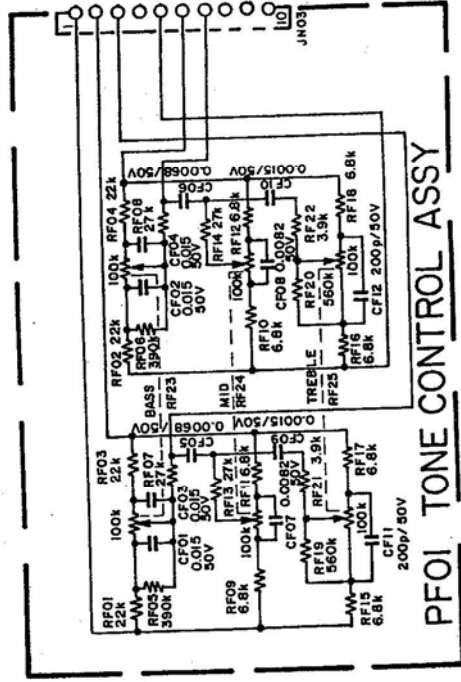 10
JN03
RF04 22k
RF08
27k
0.0068/50V
CF06
100k
CF04
0.015
50V
CF02
0.015
50V
RF02 22k
RF06
390k
RF14 27k
RF12 6.8k
0.0015/50V
CF10
100k
CF08 0.0082
50V
RF10
6.8k
RF22
3.9k
RF20
560k
6.8k
RF18
100k
CF12 200p/50V
RF16
6.8k
BASS
RF23
MID
RF24
TREBLE
RF25
RF03
22k
RF07
27k
0.0068
/50V
CF05
100k
CF03
0.015
50V
CF01
RF01
22k
RF05
390k
RF13 27k
RF11 6.8k
0.0015/50V
CF09
100k
0.0082
50V
CF07
RF09
6.8k
3.9k
RF21
RF19
560k
RF17
6.8k
100k
CF11
200p/50V
RF15
6.8k
PF01 TONE CONTROL ASSY